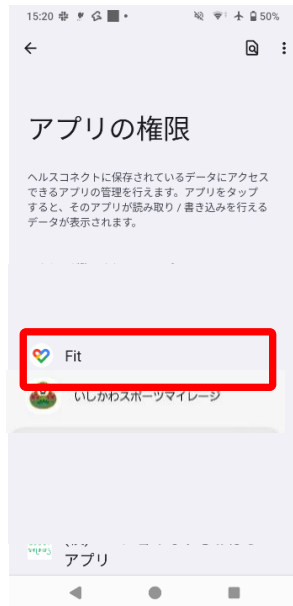 15:20
50%
アプリの権限
ヘルスコネクトに保存されているデータにアクセス
できるアプリの管理を行えます。アプリをタップ
すると、そのアプリが読み取り / 書き込みを行える
データが表示されます。
Fit
いしかわスポーツマイレージ
アプリ